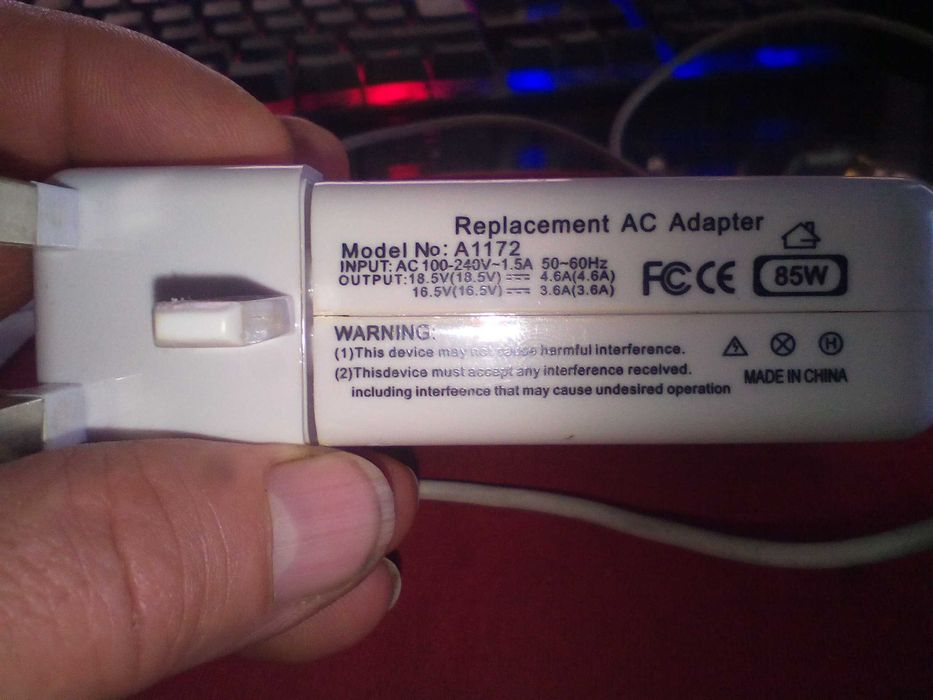 Replacement AC Adapter
Model No: A1172
INPUT: AC 100-240V~1.5A 50~60Hz
OUTPUT:18.5V(18.5V) ⎓ 4.6A(4.6A)
16.5V(16.5V) ⎓ 3.6A(3.6A)
FC CE 85W
WARNING:
(1)This device may not cause harmful interference.
(2)Thisdevice must accept any interference received.
including interfeence that may cause undesired operation
H
MADE IN CHINA